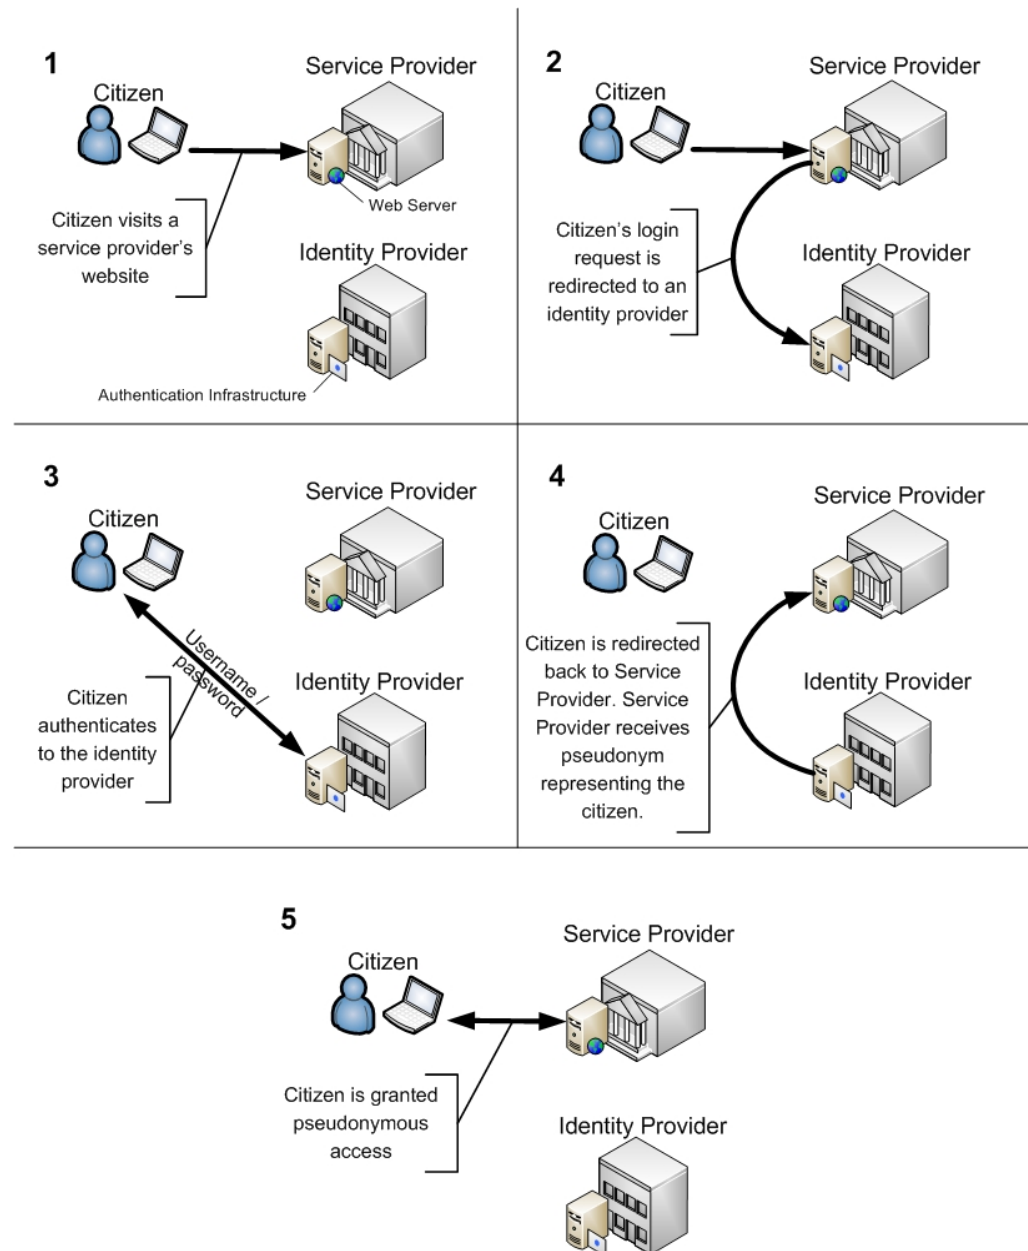 1
Service Provider
Citizen
Web Server
Citizen visits a
service provider's
website
Identity Provider
Authentication Infrastructure
2
Service Provider
Citizen
Citizen's login
request is
redirected to an
identity provider
Identity Provider
3
Service Provider
Citizen
Username /
password
Citizen
authenticates
to the identity
provider
Identity Provider
4
Service Provider
Citizen
Citizen is redirected
back to Service
Provider. Service
Provider receives
pseudonym
representing the
citizen.
Identity Provider
5
Service Provider
Citizen
Citizen is granted
pseudonymous
access
Identity Provider